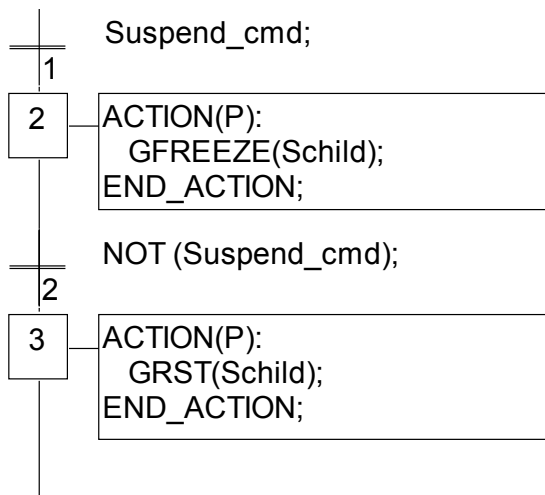 Suspend_cmd;
1
2
ACTION(P):
GFREEZE(Schild);
END_ACTION;
NOT (Suspend_cmd);
2
3
ACTION(P):
GRST(Schild);
END_ACTION;